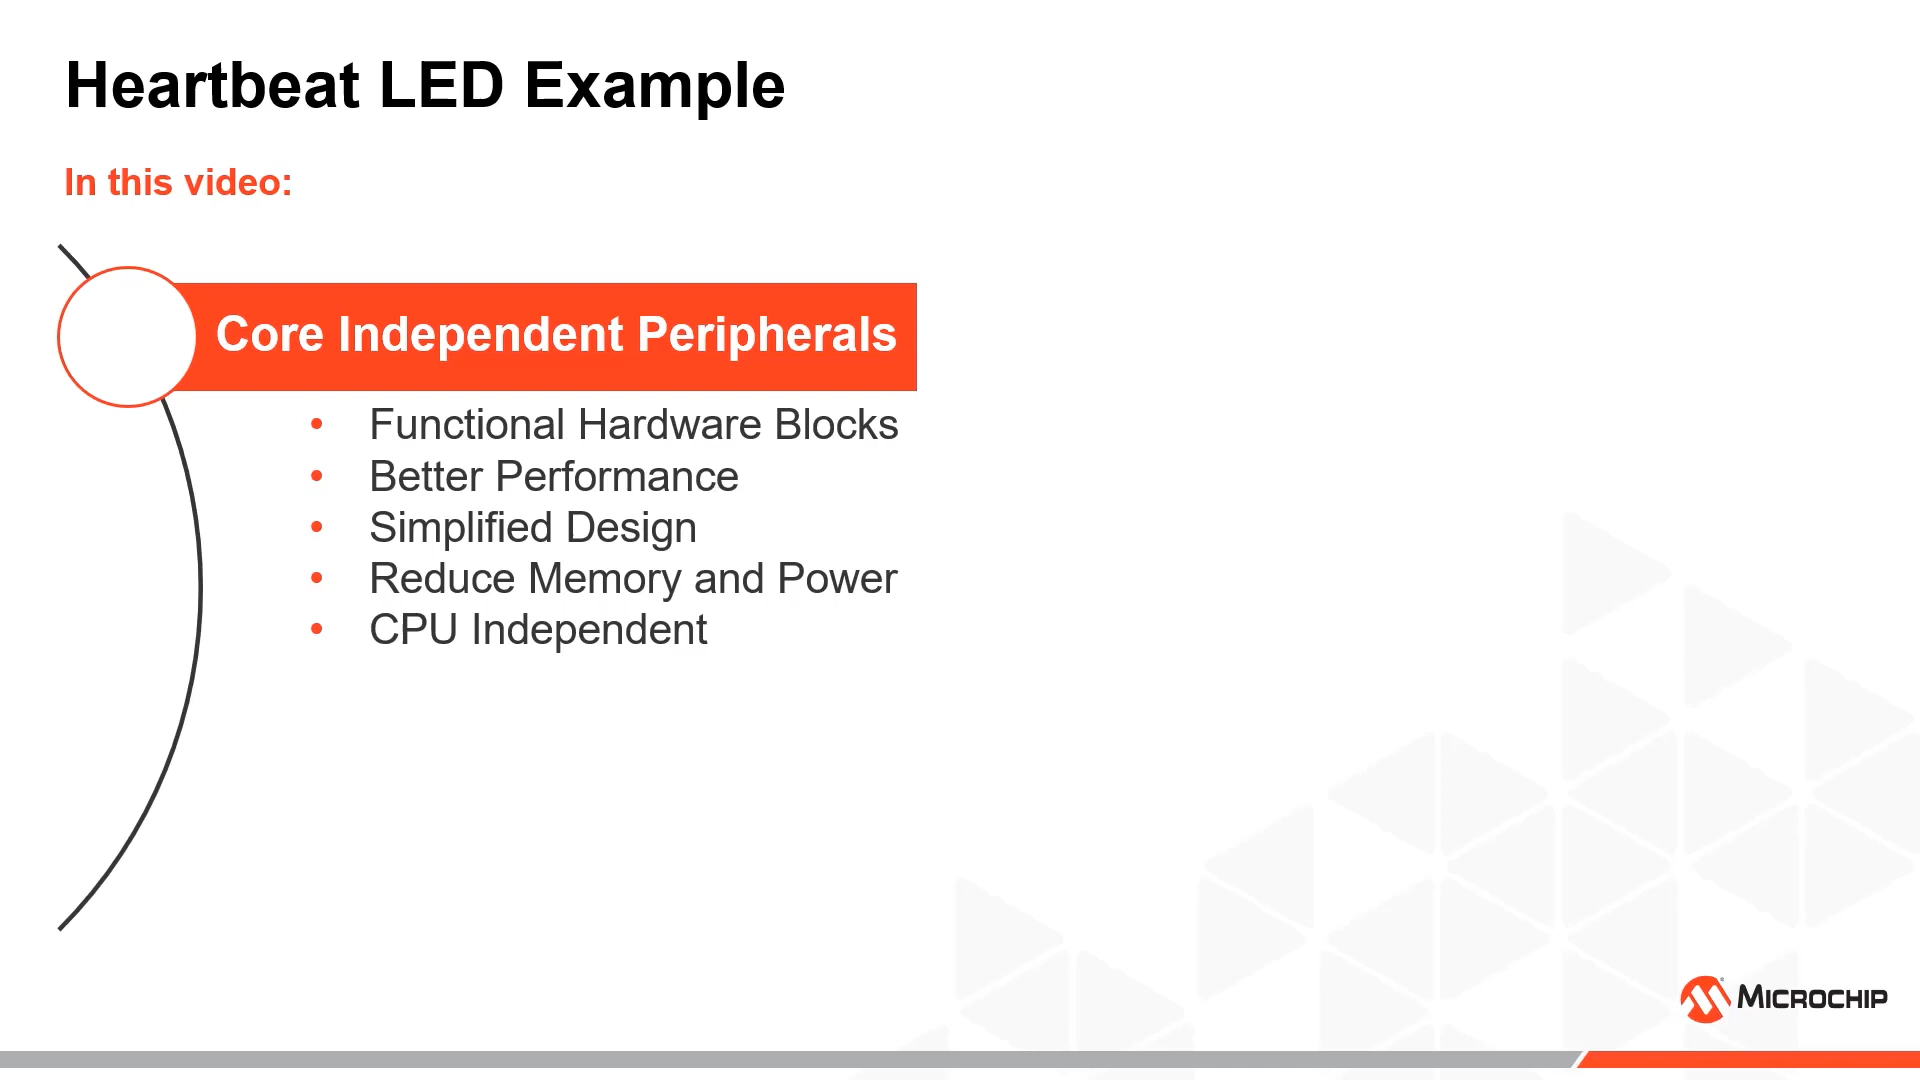 Heartbeat LED Example
In this video:
Core Independent Peripherals
• Functional Hardware Blocks
• Better Performance
• Simplified Design
• Reduce Memory and Power
• CPU Independent
MICROCHIP